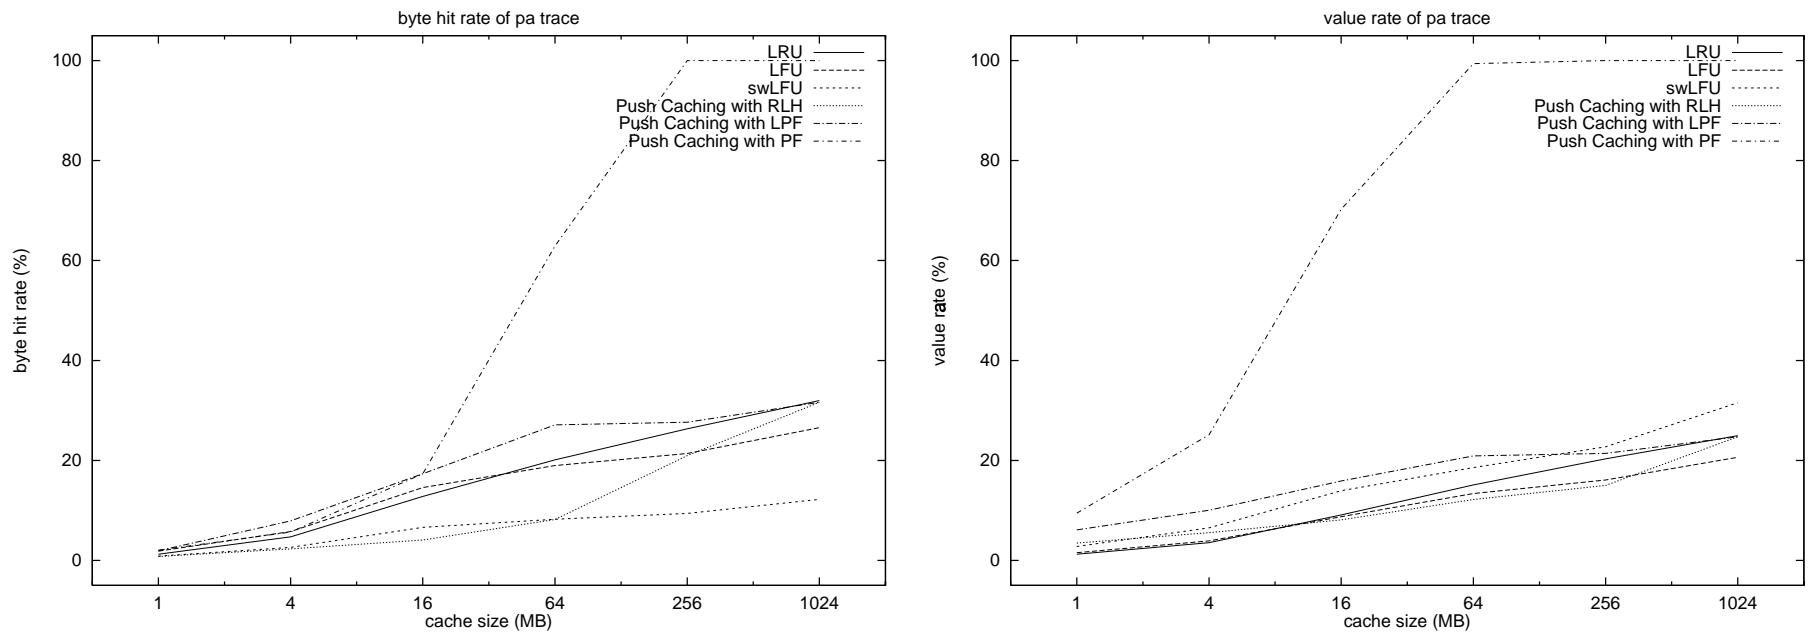 byte hit rate of pa trace
100
80
60
40
20
0
byte hit rate (%)
LRU
LFU
swLFU
Push Caching with RLH
Push Caching with LPF
Push Caching with PF
1 4 16 64 256 1024
cache size (MB)
value rate of pa trace
100
80
60
40
20
0
value rate (%)
LRU
LFU
swLFU
Push Caching with RLH
Push Caching with LPF
Push Caching with PF
1 4 16 64 256 1024
cache size (MB)